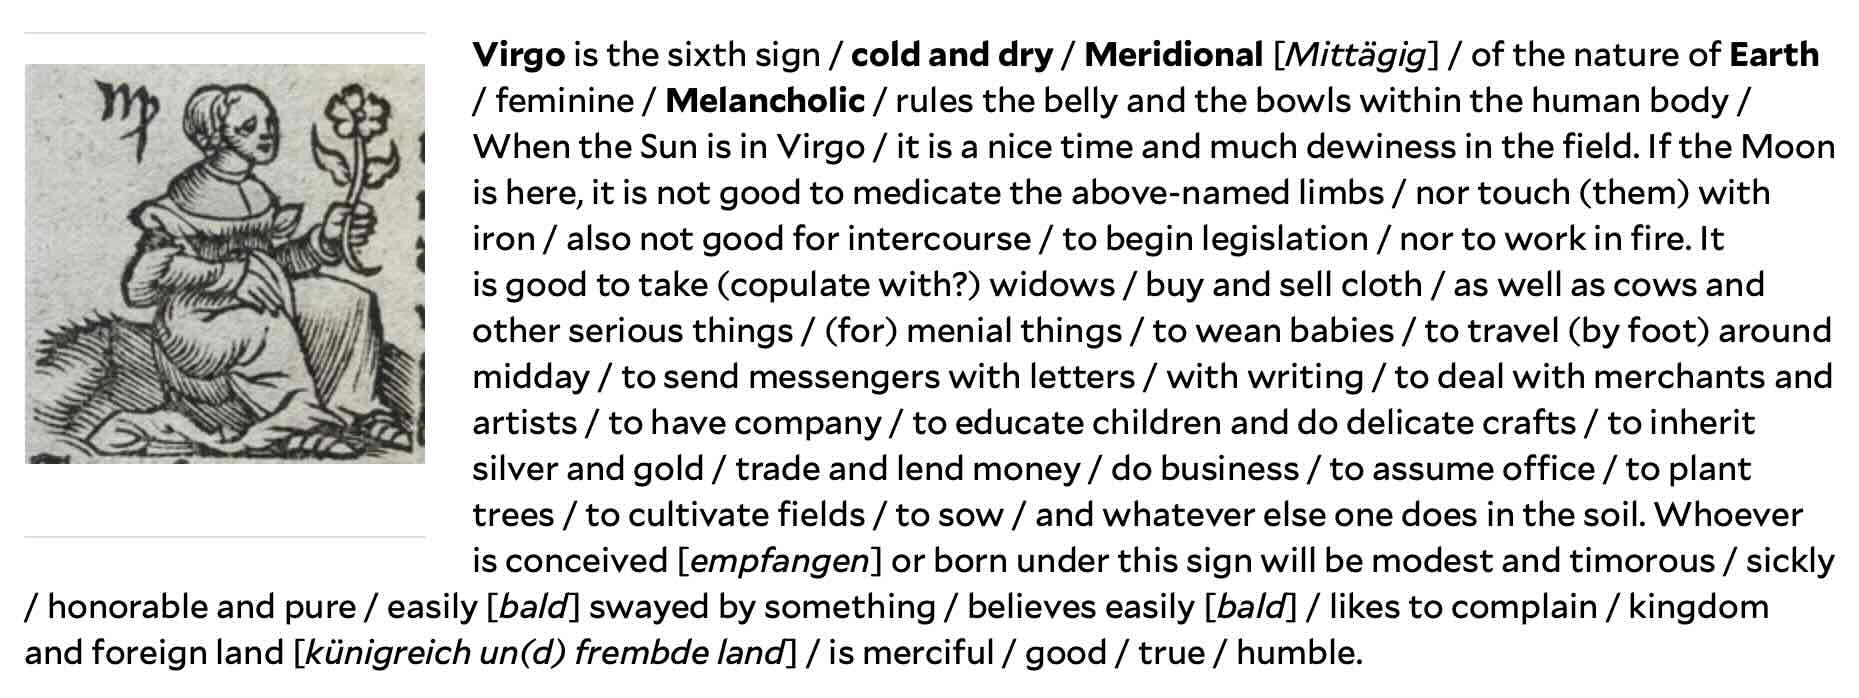 Virgo is the sixth sign / cold and dry / Meridional [Mittägig] / of the nature of Earth
/ feminine / Melancholic / rules the belly and the bowls within the human body /
When the Sun is in Virgo / it is a nice time and much dewiness in the field. If the Moon
is here, it is not good to medicate the above-named limbs / nor touch (them) with
iron / also not good for intercourse / to begin legislation / nor to work in fire. It
is good to take (copulate with?) widows / buy and sell cloth / as well as cows and
other serious things / (for) menial things / to wean babies / to travel (by foot) around
midday / to send messengers with letters / with writing / to deal with merchants and
artists / to have company / to educate children and do delicate crafts / to inherit
silver and gold / trade and lend money / do business / to assume office / to plant
trees / to cultivate fields / to sow / and whatever else one does in the soil. Whoever
is conceived [empfangen] or born under this sign will be modest and timorous / sickly
/ honorable and pure / easily [bald] swayed by something / believes easily [bald] / likes to complain / kingdom
and foreign land [künigreich un(d) frembde land] / is merciful / good / true / humble.